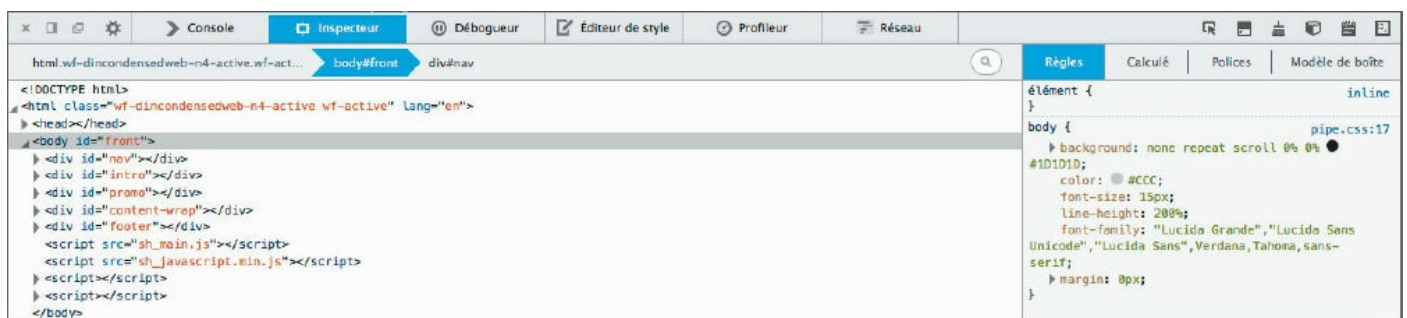 Console Inspecteur Débogueur Éditeur de style Profileur Réseau
html.wf-dincondensedweb-n4-active.wf-act... body#front div#nav
Règles Calculé Polices Modèle de boîte
<!DOCTYPE html>
<html class="wf-dincondensedweb-n4-active wf-active" lang="en">
<head></head>
<body id="front">
<div id="nav"></div>
<div id="intro"></div>
<div id="promo"></div>
<div id="content-wrap"></div>
<div id="footer"></div>
<script src="sh_main.js"></script>
<script src="sh_javascript.min.js"></script>
<script></script>
<script></script>
</body>
élément { inline
}
body { pipe.css:17
background: none repeat scroll 0% 0%
#1D1D1D;
color: #CCC;
font-size: 15px;
line-height: 200%;
font-family: "Lucida Grande","Lucida Sans
Unicode","Lucida Sans",Verdana,Tahoma,sans-
serif;
margin: 0px;
}